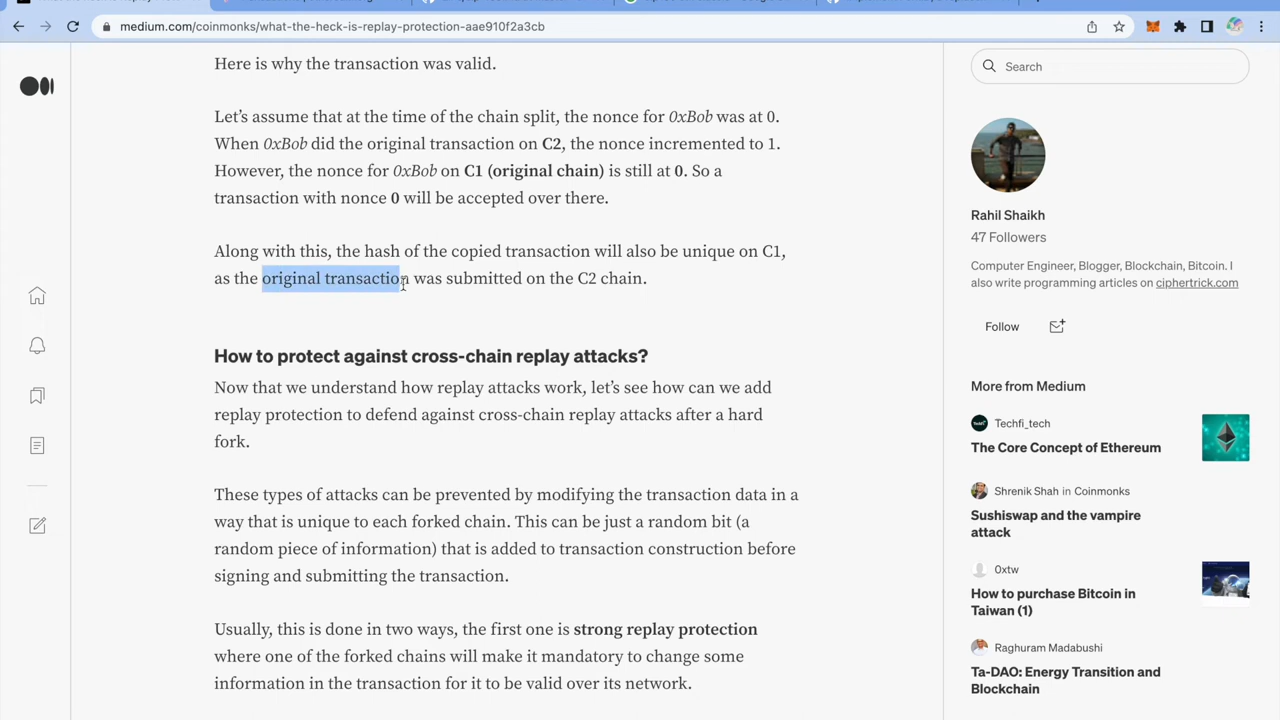 medium.com/coinmonks/what-the-heck-is-replay-protection-aae910f2a3cb
Here is why the transaction was valid.
Let’s assume that at the time of the chain split, the nonce for 0xBob was at 0.
When 0xBob did the original transaction on C2, the nonce incremented to 1.
However, the nonce for 0xBob on C1 (original chain) is still at 0. So a
transaction with nonce 0 will be accepted over there.
Along with this, the hash of the copied transaction will also be unique on C1,
as the original transaction was submitted on the C2 chain.
How to protect against cross-chain replay attacks?
Now that we understand how replay attacks work, let’s see how can we add
replay protection to defend against cross-chain replay attacks after a hard
fork.
These types of attacks can be prevented by modifying the transaction data in a
way that is unique to each forked chain. This can be just a random bit (a
random piece of information) that is added to transaction construction before
signing and submitting the transaction.
Usually, this is done in two ways, the first one is strong replay protection
where one of the forked chains will make it mandatory to change some
information in the transaction for it to be valid over its network.
Search
Rahil Shaikh
47 Followers
Computer Engineer, Blogger, Blockchain, Bitcoin. I
also write programming articles on ciphertrick.com
Follow
More from Medium
Techfi_tech
The Core Concept of Ethereum
Shrenik Shah in Coinmonks
Sushiswap and the vampire
attack
0xtw
How to purchase Bitcoin in
Taiwan (1)
Raghuram Madabushi
Ta-DAO: Energy Transition and
Blockchain